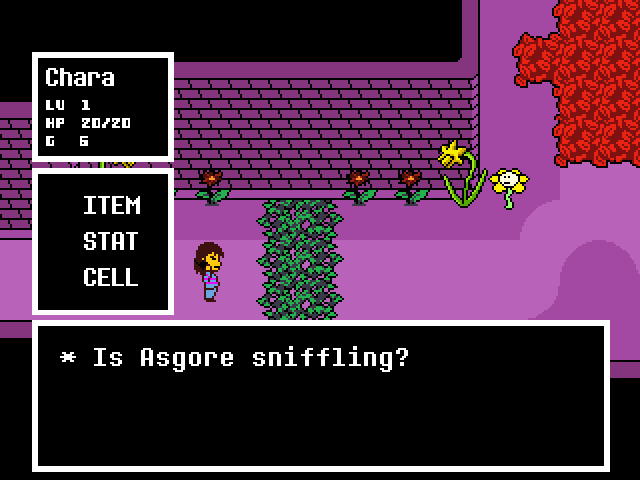 Chara
LV 1
HP 20/20
G 6
ITEM
STAT
CELL
* Is Asgore sniffling?